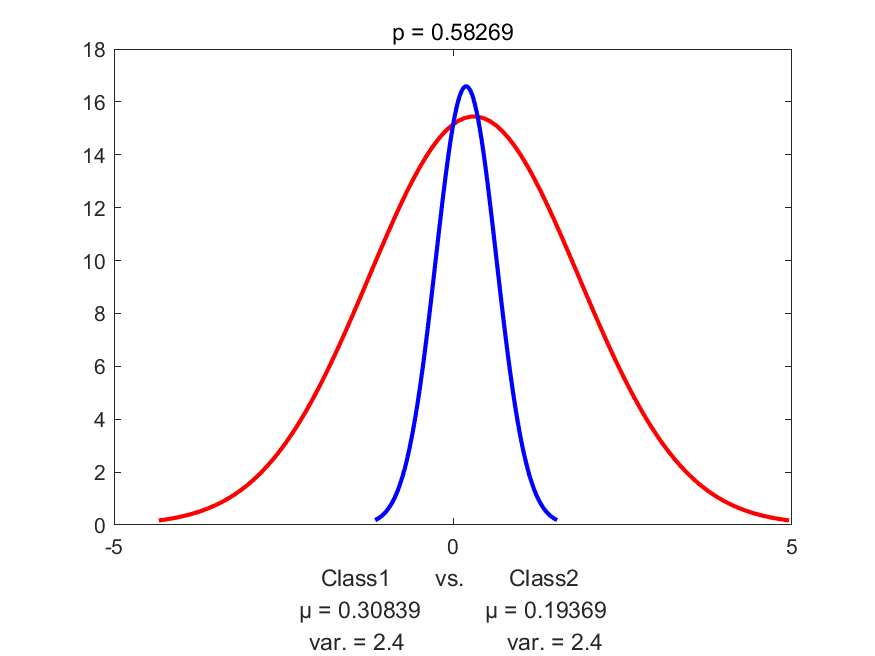 p = 0.58269
18
16
14
12
10
8
6
4
2
0
-5 0 5
Class1 vs. Class2
μ = 0.30839 μ = 0.19369
var. = 2.4 var. = 2.4